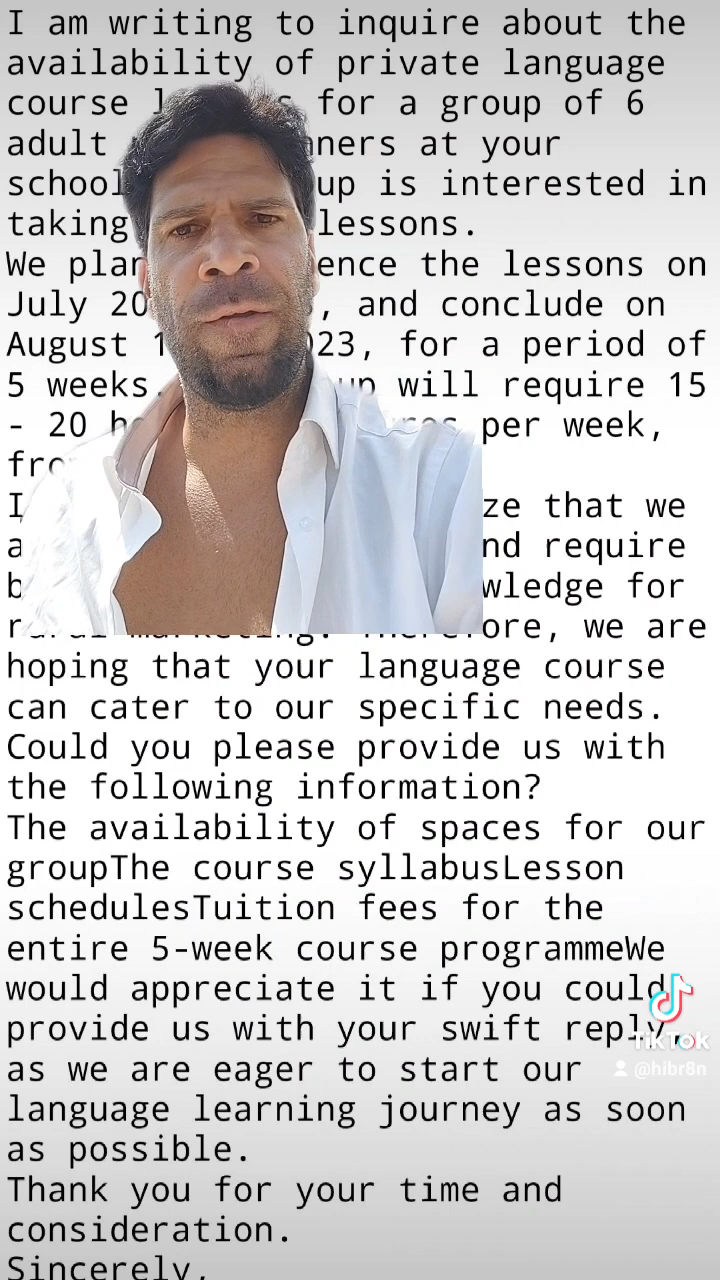 I am writing to inquire about the
availability of private language
course for a group of 6
adult at your
school up is interested in
taking lessons.
We plan the lessons on
July 20 , and conclude on
August 1 23, for a period of
5 weeks. up will require 15
- 20 per week,
I that we
a nd require
b for
marketing. Therefore, we are
hoping that your language course
can cater to our specific needs.
Could you please provide us with
the following information?
The availability of spaces for our
groupThe course syllabusLesson
schedulesTuition fees for the
entire 5-week course programmeWe
would appreciate it if you could
provide us with your swift reply,
as we are eager to start our
language learning journey as soon
as possible.
Thank you for your time and
consideration.
Sincerely,
TikTok
@hibr8n